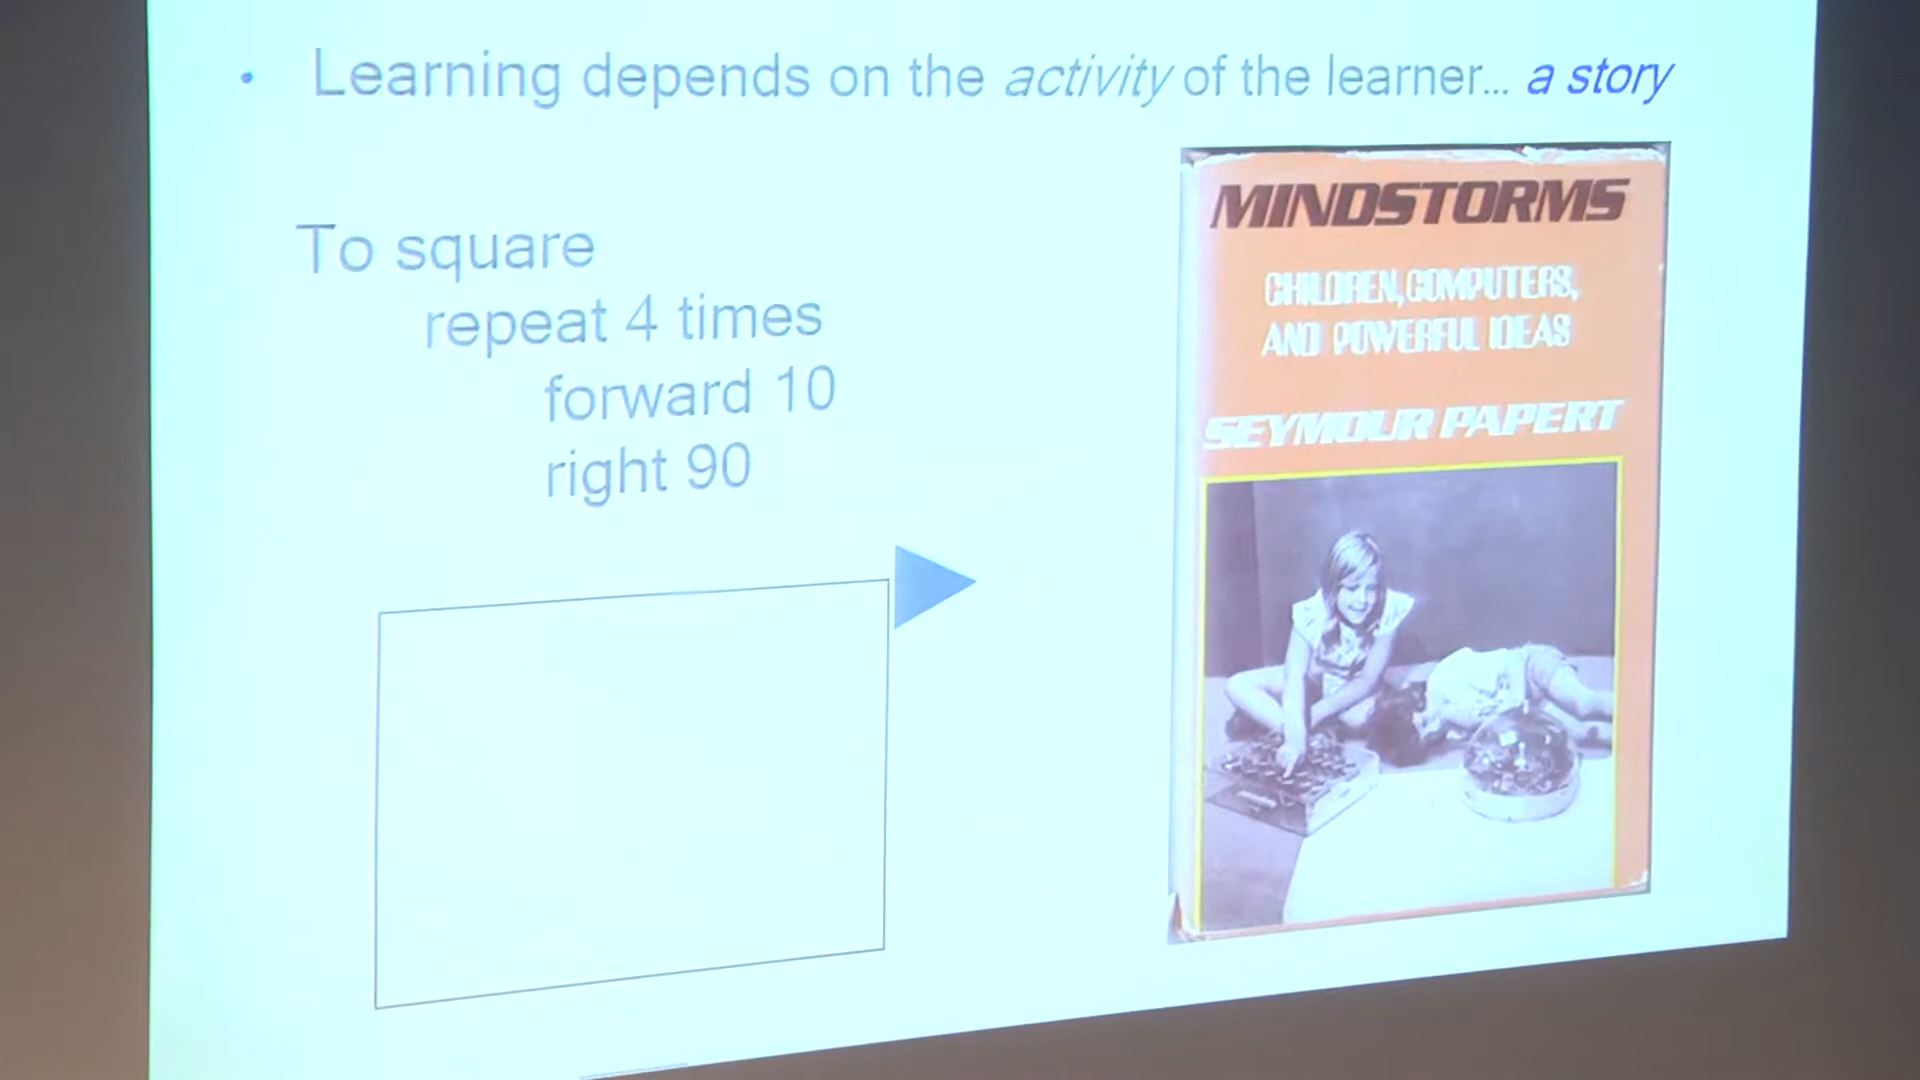 • Learning depends on the activity of the learner... a story
To square
repeat 4 times
forward 10
right 90
MINDSTORMS
CHILDREN, COMPUTERS,
AND POWERFUL IDEAS
SEYMOUR PAPERT